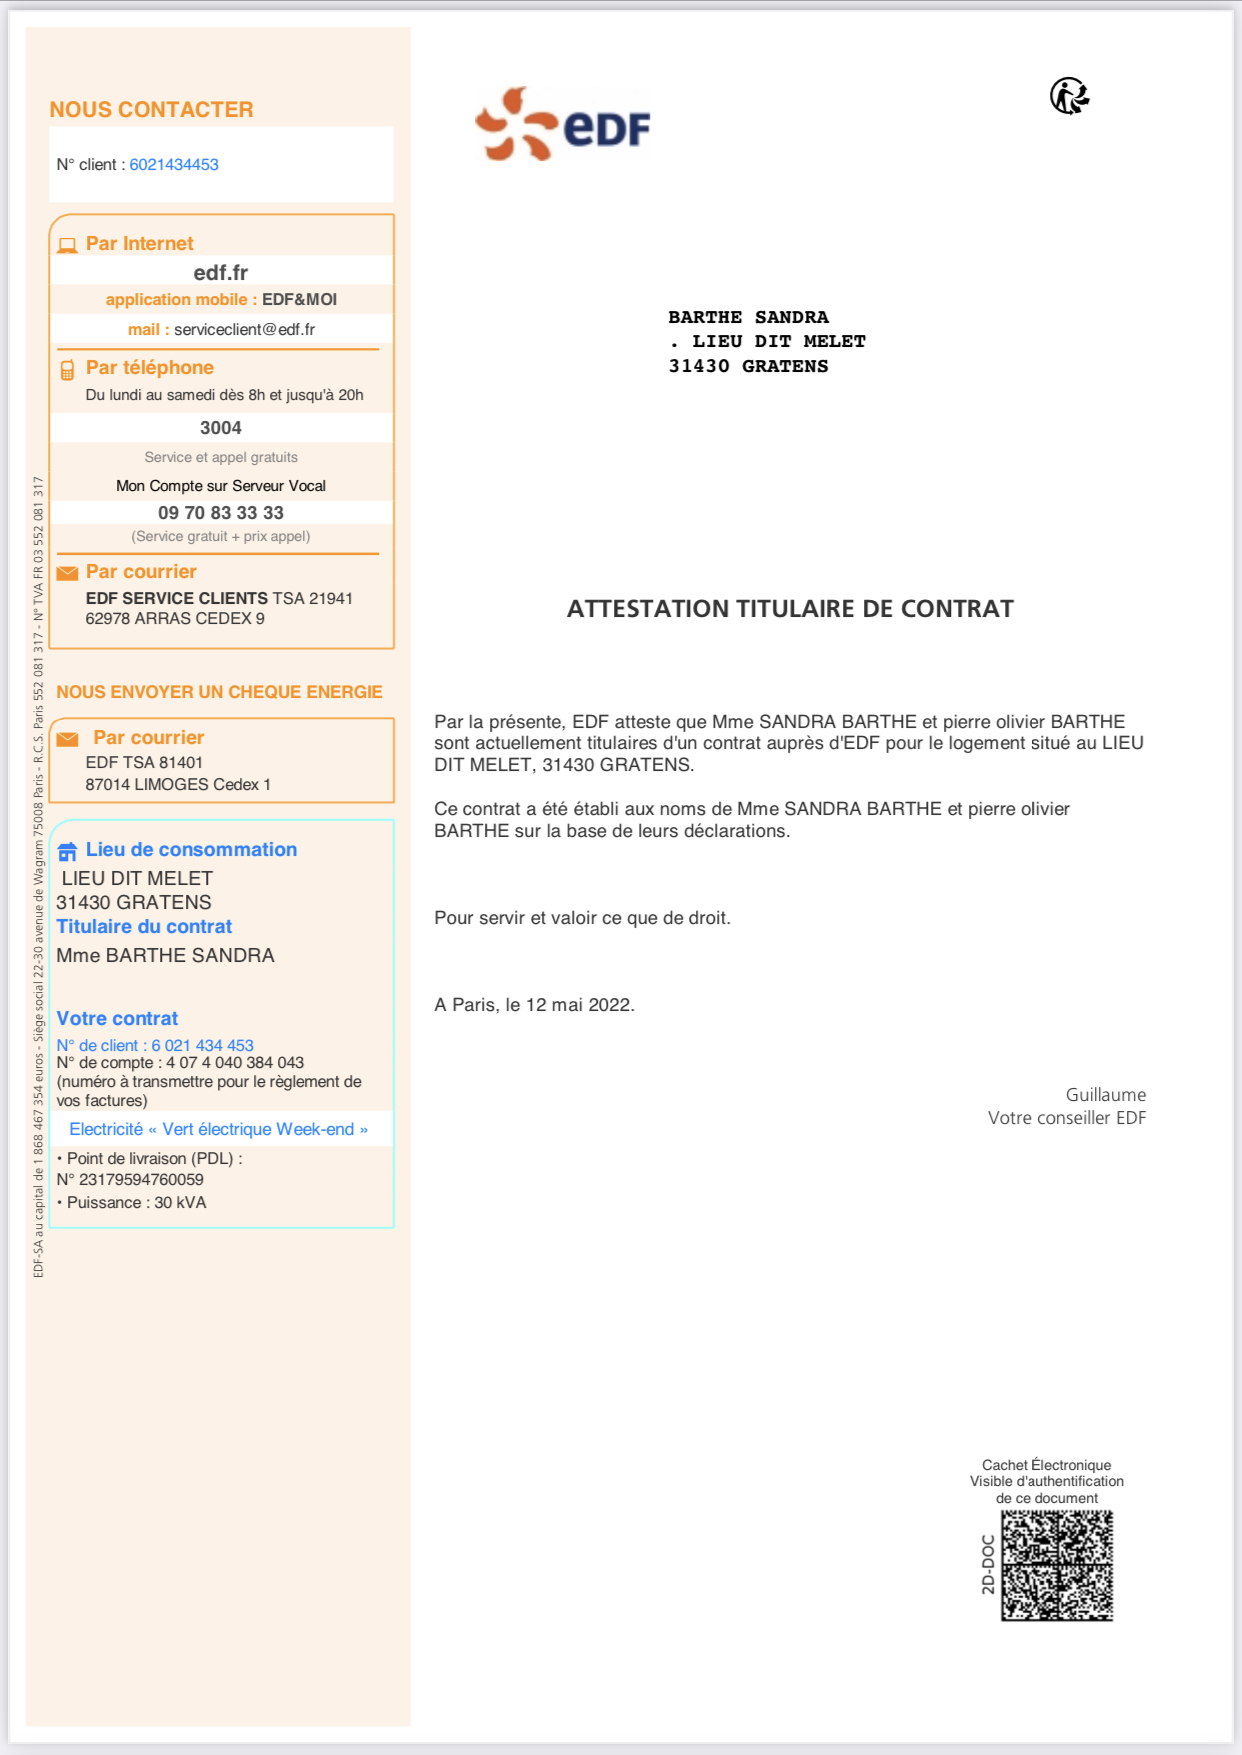 NOUS CONTACTER
N° client : 6021434453
Par Internet
edf.fr
application mobile : EDF&MOI
mail : serviceclient@edf.fr
Par téléphone
Du lundi au samedi dès 8h et jusqu'à 20h
3004
Service et appel gratuits
Mon Compte sur Serveur Vocal
09 70 83 33 33
(Service gratuit + prix appel)
Par courrier
EDF SERVICE CLIENTS TSA 21941
62978 ARRAS CEDEX 9
NOUS ENVOYER UN CHEQUE ENERGIE
Par courrier
EDF TSA 81401
87014 LIMOGES Cedex 1
Lieu de consommation
LIEU DIT MELET
31430 GRATENS
Titulaire du contrat
Mme BARTHE SANDRA
Votre contrat
N° de client : 6 021 434 453
N° de compte : 4 07 4 040 384 043
(numéro à transmettre pour le règlement de
vos factures)
Electricité « Vert électrique Week-end »
• Point de livraison (PDL) :
N° 23179594760059
• Puissance : 30 kVA
EDF-SA au capital de 1 868 467 354 euros - Siège social 22-30 avenue de Wagram 75008 Paris - R.C.S. Paris 552 081 317 - N° TVA FR 03 552 081 317
edf
BARTHE SANDRA
. LIEU DIT MELET
31430 GRATENS
ATTESTATION TITULAIRE DE CONTRAT
Par la présente, EDF atteste que Mme SANDRA BARTHE et pierre olivier BARTHE
sont actuellement titulaires d'un contrat auprès d'EDF pour le logement situé au LIEU
DIT MELET, 31430 GRATENS.
Ce contrat a été établi aux noms de Mme SANDRA BARTHE et pierre olivier
BARTHE sur la base de leurs déclarations.
Pour servir et valoir ce que de droit.
A Paris, le 12 mai 2022.
Guillaume
Votre conseiller EDF
Cachet Électronique
Visible d'authentification
de ce document
2D-DOC